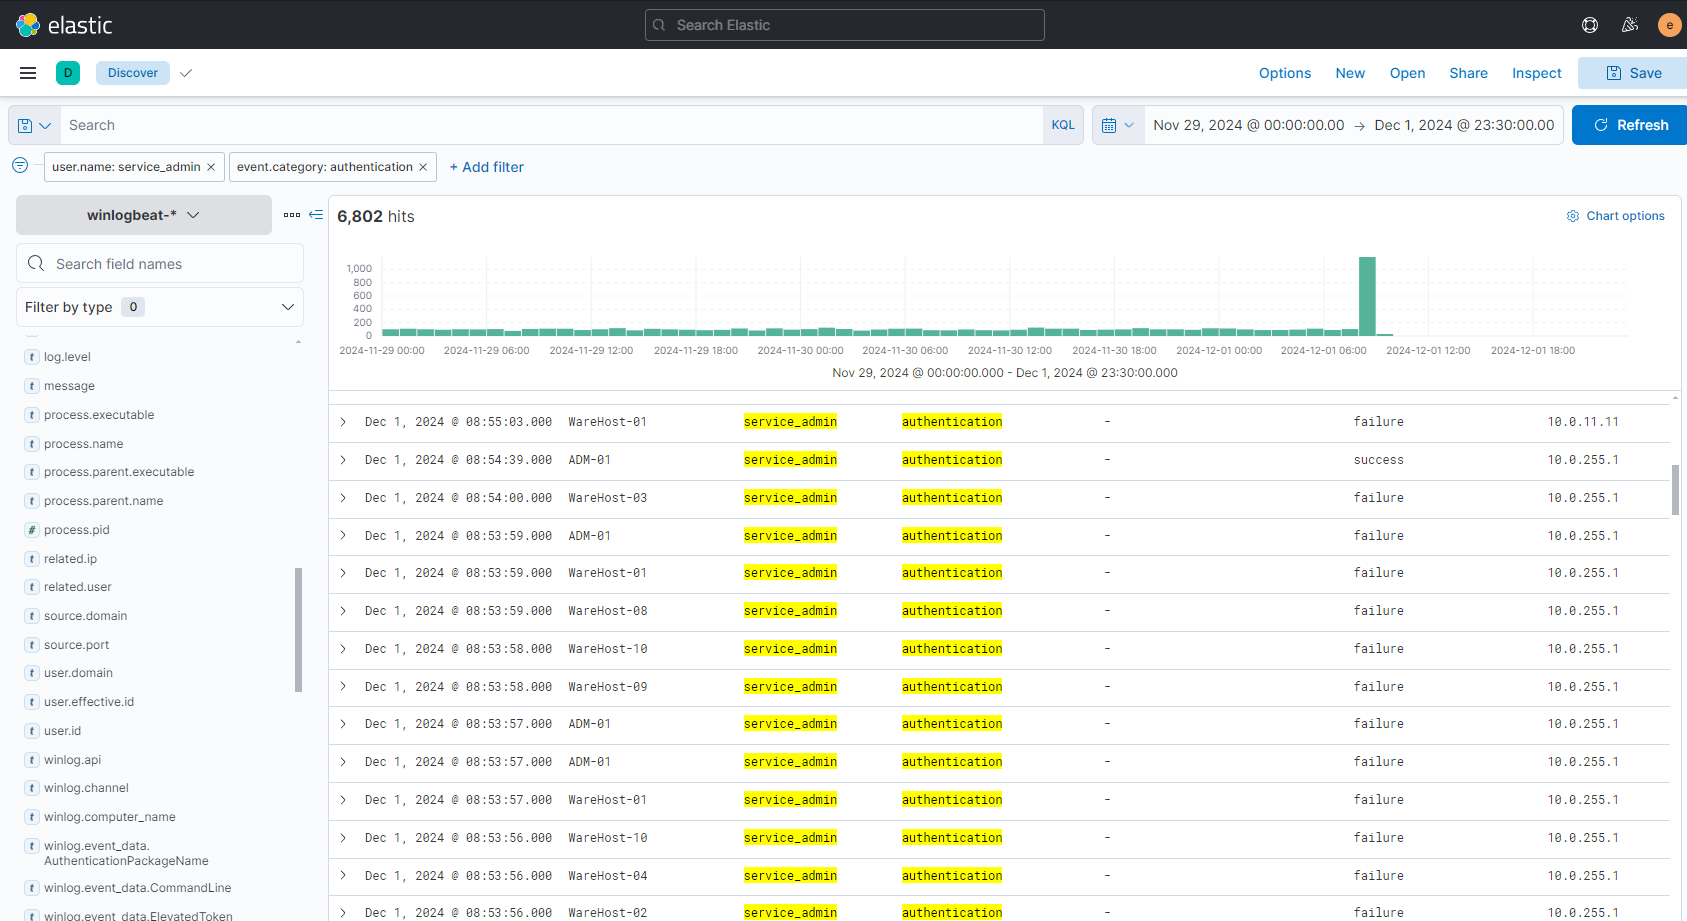 elastic
Search Elastic
e
D
Discover
Options New Open Share Inspect Save
Search
KQL
Nov 29, 2024 @ 00:00:00.00 → Dec 1, 2024 @ 23:30:00.00
Refresh
user.name: service_admin ×
event.category: authentication ×
+ Add filter
winlogbeat-*
Search field names
Filter by type 0
t log.level
t message
t process.executable
t process.name
t process.parent.executable
t process.parent.name
# process.pid
t related.ip
t related.user
t source.domain
t source.port
t user.domain
t user.effective.id
t user.id
t winlog.api
t winlog.channel
t winlog.computer_name
t winlog.event_data.
AuthenticationPackageName
t winlog.event_data.CommandLine
t winlog.event_data.ElevatedToken
6,802 hits
Chart options
1,000
800
600
400
200
0
2024-11-29 00:00 2024-11-29 06:00 2024-11-29 12:00 2024-11-29 18:00 2024-11-30 00:00 2024-11-30 06:00 2024-11-30 12:00 2024-11-30 18:00 2024-12-01 00:00 2024-12-01 06:00 2024-12-01 12:00 2024-12-01 18:00
Nov 29, 2024 @ 00:00:00.000 - Dec 1, 2024 @ 23:30:00.000
Dec 1, 2024 @ 08:55:03.000 WareHost-01 service_admin authentication - failure 10.0.11.11
Dec 1, 2024 @ 08:54:39.000 ADM-01 service_admin authentication - success 10.0.255.1
Dec 1, 2024 @ 08:54:00.000 WareHost-03 service_admin authentication - failure 10.0.255.1
Dec 1, 2024 @ 08:53:59.000 ADM-01 service_admin authentication - failure 10.0.255.1
Dec 1, 2024 @ 08:53:59.000 WareHost-01 service_admin authentication - failure 10.0.255.1
Dec 1, 2024 @ 08:53:59.000 WareHost-08 service_admin authentication - failure 10.0.255.1
Dec 1, 2024 @ 08:53:58.000 WareHost-10 service_admin authentication - failure 10.0.255.1
Dec 1, 2024 @ 08:53:58.000 WareHost-09 service_admin authentication - failure 10.0.255.1
Dec 1, 2024 @ 08:53:57.000 ADM-01 service_admin authentication - failure 10.0.255.1
Dec 1, 2024 @ 08:53:57.000 ADM-01 service_admin authentication - failure 10.0.255.1
Dec 1, 2024 @ 08:53:57.000 WareHost-01 service_admin authentication - failure 10.0.255.1
Dec 1, 2024 @ 08:53:56.000 WareHost-10 service_admin authentication - failure 10.0.255.1
Dec 1, 2024 @ 08:53:56.000 WareHost-04 service_admin authentication - failure 10.0.255.1
Dec 1, 2024 @ 08:53:56.000 WareHost-02 service_admin authentication - failure 10.0.255.1